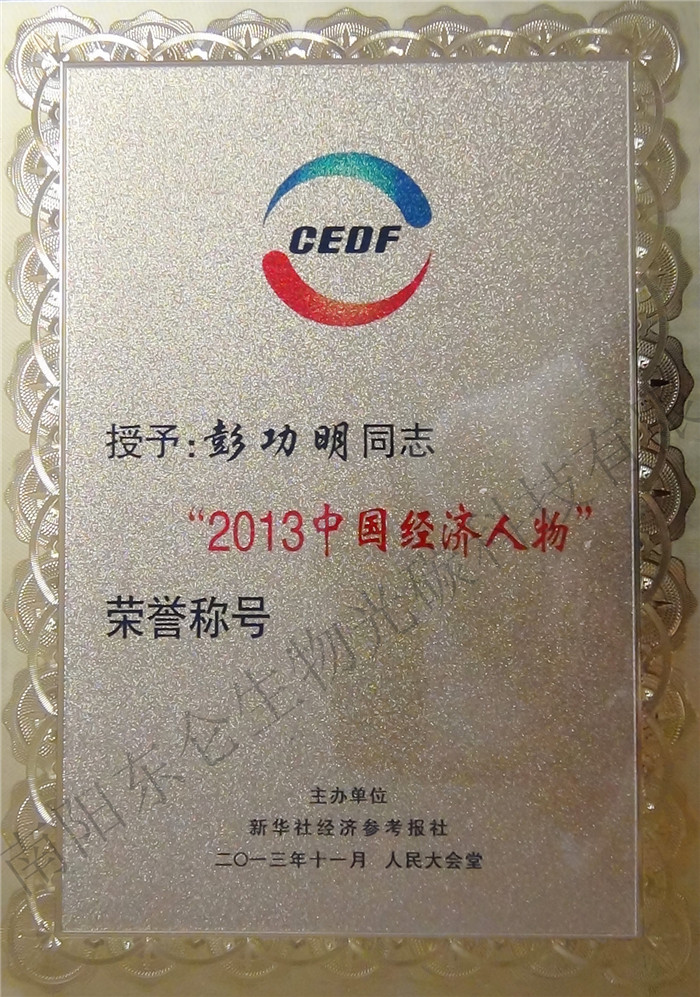 CEDF
授予:彭功明同志
“2013中国经济人物”
荣誉称号
主办单位
新华社经济参考报社
二〇一三年十一月 人民大会堂
南阳东仑生物光碳科技有